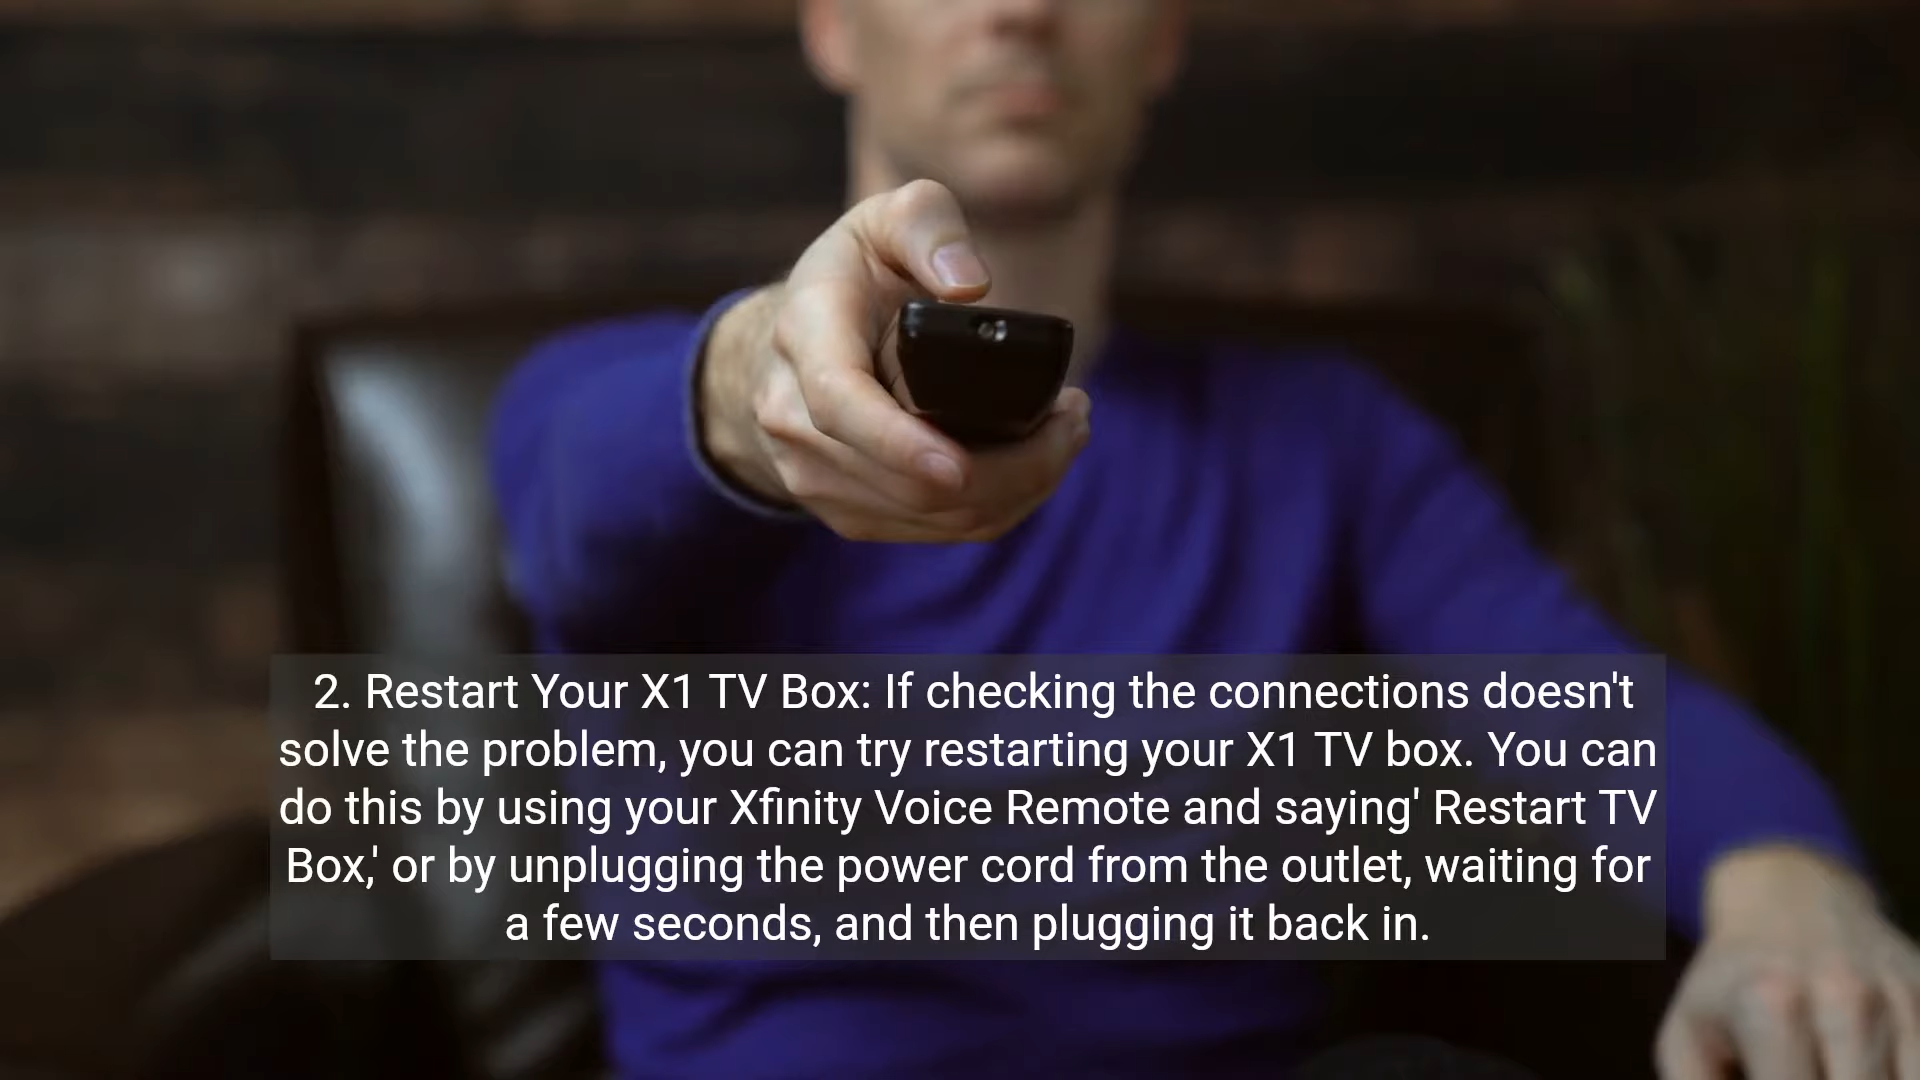 2. Restart Your X1 TV Box: If checking the connections doesn't
solve the problem, you can try restarting your X1 TV box. You can
do this by using your Xfinity Voice Remote and saying' Restart TV
Box,' or by unplugging the power cord from the outlet, waiting for
a few seconds, and then plugging it back in.